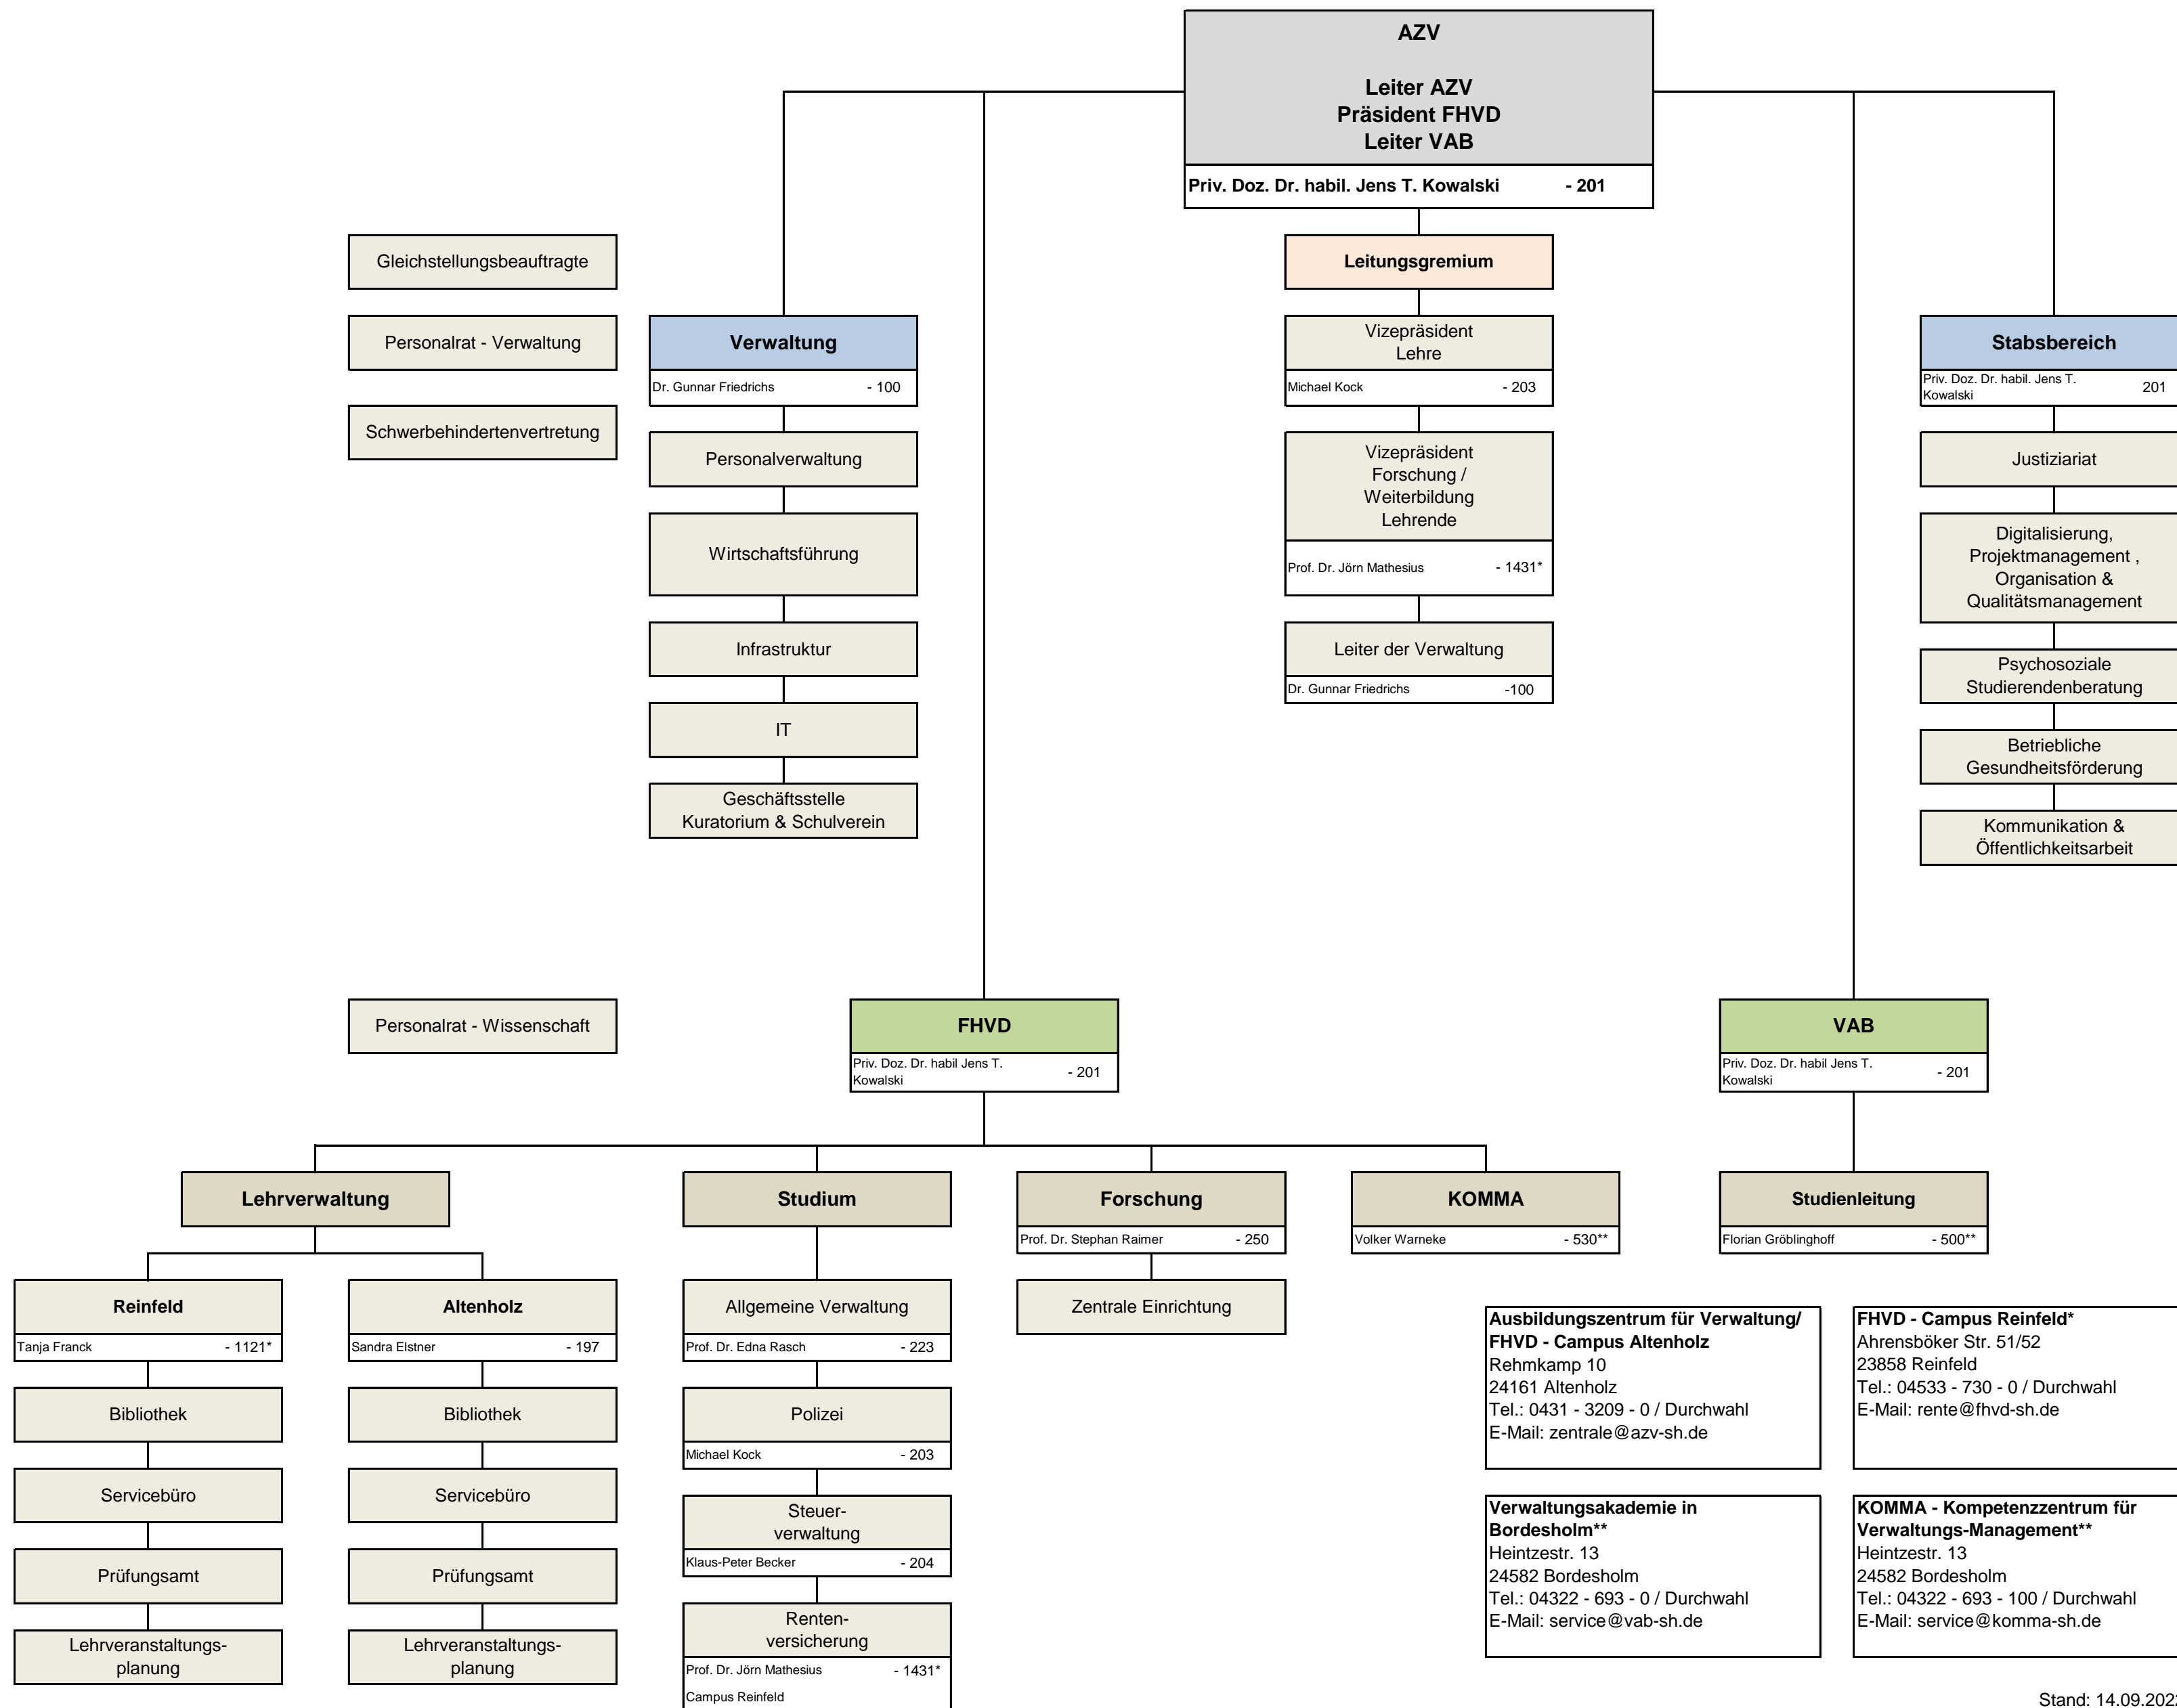 AZV
Leiter AZV
Präsident FHVD
Leiter VAB
Priv. Doz. Dr. habil. Jens T. Kowalski - 201
Gleichstellungsbeauftragte
Personalrat - Verwaltung
Schwerbehindertenvertretung
Verwaltung
Dr. Gunnar Friedrichs - 100
Personalverwaltung
Wirtschaftsführung
Infrastruktur
IT
Geschäftsstelle
Kuratorium & Schulverein
Leitungsgremium
Vizepräsident
Lehre
Michael Kock - 203
Vizepräsident
Forschung /
Weiterbildung
Lehrende
Prof. Dr. Jörn Mathesius - 1431*
Leiter der Verwaltung
Dr. Gunnar Friedrichs -100
Stabsbereich
Priv. Doz. Dr. habil. Jens T.
Kowalski 201
Justiziariat
Digitalisierung,
Projektmanagement ,
Organisation &
Qualitätsmanagement
Psychosoziale
Studierendenberatung
Betriebliche
Gesundheitsförderung
Kommunikation &
Öffentlichkeitsarbeit
Personalrat - Wissenschaft
FHVD
Priv. Doz. Dr. habil Jens T.
Kowalski - 201
VAB
Priv. Doz. Dr. habil Jens T.
Kowalski - 201
Lehrverwaltung
Reinfeld
Tanja Franck - 1121*
Bibliothek
Servicebüro
Prüfungsamt
Lehrveranstaltungs-
planung
Altenholz
Sandra Elstner - 197
Bibliothek
Servicebüro
Prüfungsamt
Lehrveranstaltungs-
planung
Studium
Allgemeine Verwaltung
Prof. Dr. Edna Rasch - 223
Polizei
Michael Kock - 203
Steuer-
verwaltung
Klaus-Peter Becker - 204
Renten-
versicherung
Prof. Dr. Jörn Mathesius - 1431*
Campus Reinfeld
Forschung
Prof. Dr. Stephan Raimer - 250
Zentrale Einrichtung
KOMMA
Volker Warneke - 530**
Studienleitung
Florian Gröblinghoff - 500**
Ausbildungszentrum für Verwaltung/
FHVD - Campus Altenholz
Rehmkamp 10
24161 Altenholz
Tel.: 0431 - 3209 - 0 / Durchwahl
E-Mail: zentrale@azv-sh.de
FHVD - Campus Reinfeld*
Ahrensböker Str. 51/52
23858 Reinfeld
Tel.: 04533 - 730 - 0 / Durchwahl
E-Mail: rente@fhvd-sh.de
Verwaltungsakademie in
Bordesholm**
Heintzestr. 13
24582 Bordesholm
Tel.: 04322 - 693 - 0 / Durchwahl
E-Mail: service@vab-sh.de
KOMMA - Kompetenzzentrum für
Verwaltungs-Management**
Heintzestr. 13
24582 Bordesholm
Tel.: 04322 - 693 - 100 / Durchwahl
E-Mail: service@komma-sh.de
Stand: 14.09.2022